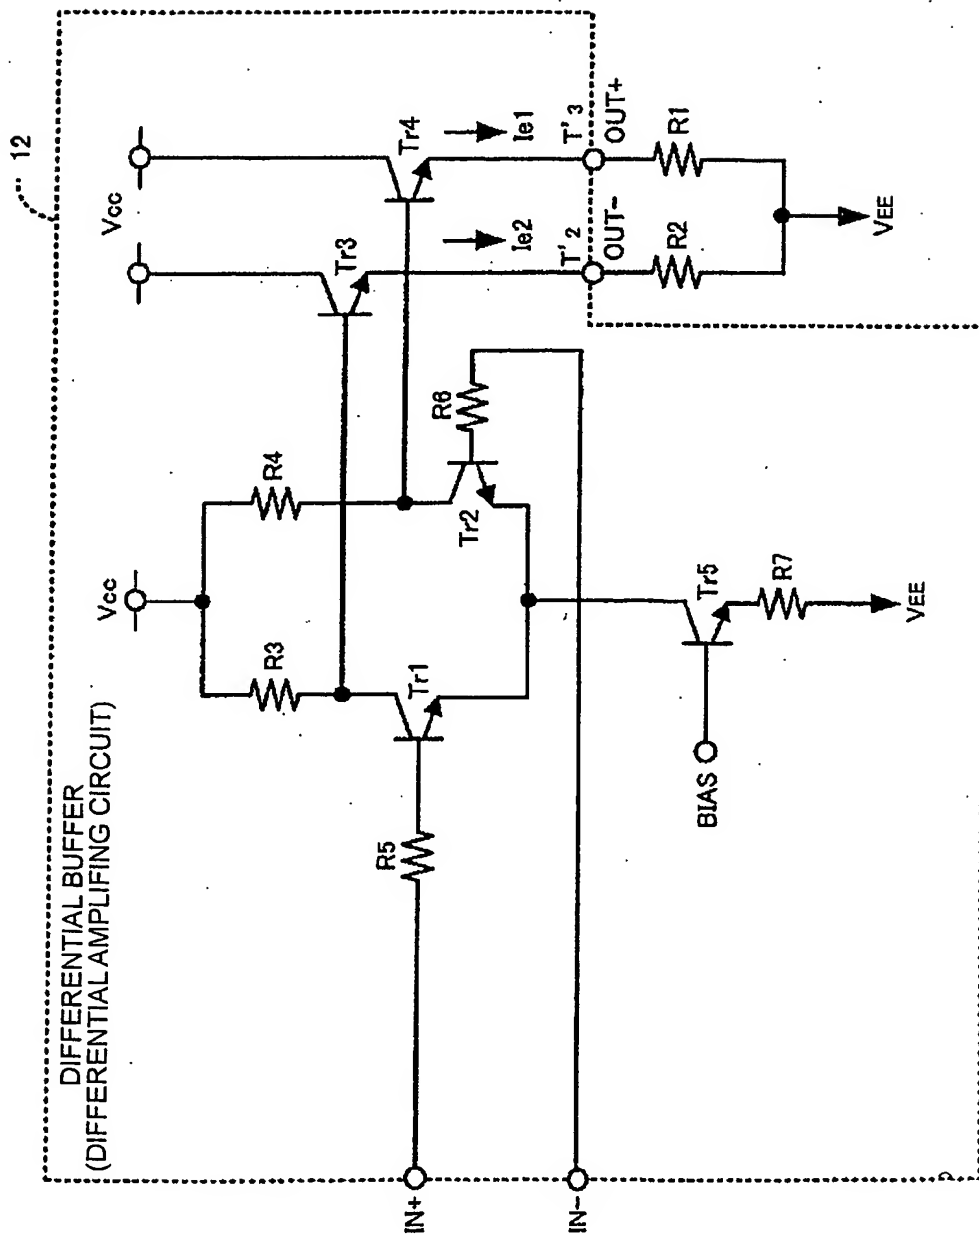 12
DIFFERENTIAL BUFFER
(DIFFERENTIAL AMPLIFING CIRCUIT)
Vcc
Vcc
R3
R4
Tr3
Tr4
Ie2
Ie1
T'2
T'3
OUT-
OUT+
R2
R1
VEE
R5
Tr1
Tr2
R6
IN+
IN-
BIAS
Tr5
R7
VEE